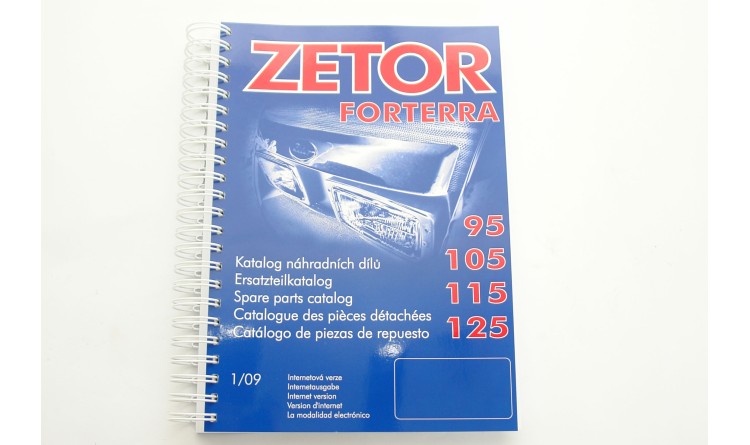 ZETOR
FORTERRA
95
105
115
125
Katalog náhradních dílů
Ersatzteilkatalog
Spare parts catalog
Catalogue des pièces détachées
Catálogo de piezas de repuesto
1/09
Internetová verze
Internetausgabe
Internet version
Version d'internet
La modalidad electrónico